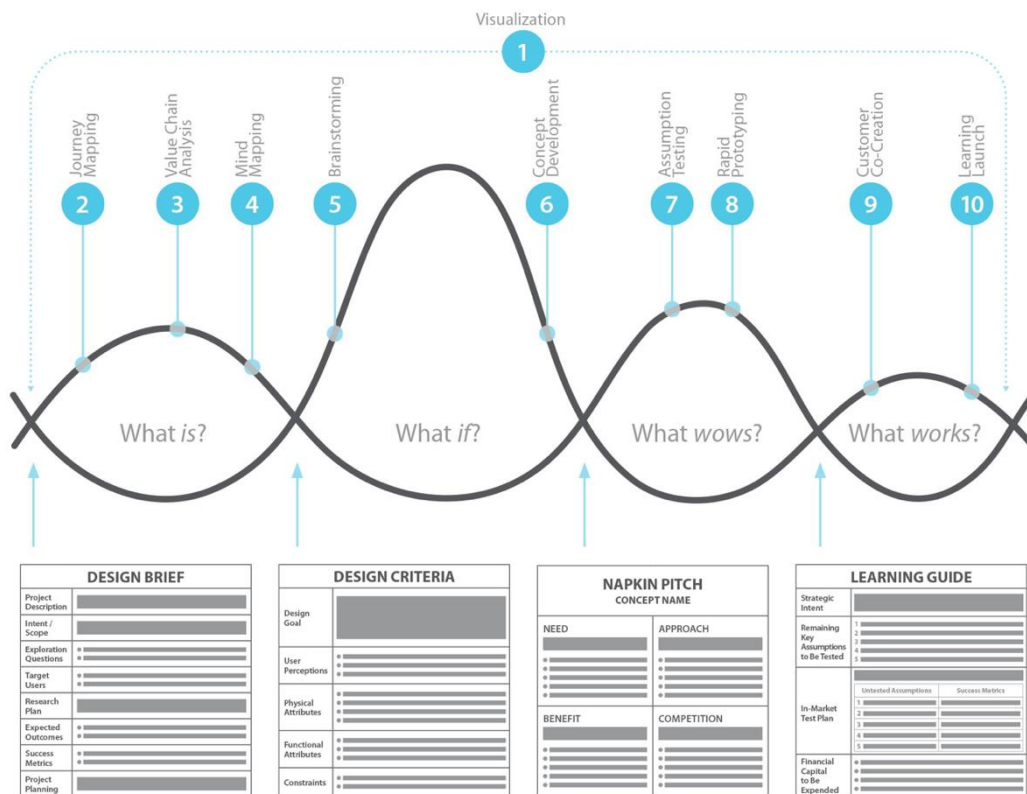 Visualization
1
Journey
Mapping
2
Value Chain
Analysis
3
Mind
Mapping
4
Brainstorming
5
Concept
Development
6
Assumption
Testing
7
Rapid
Prototyping
8
Customer
Co-Creation
9
Learning
Launch
10
What is?
What if?
What wows?
What works?
DESIGN BRIEF
Project
Description
Intent /
Scope
Exploration
Questions
Target
Users
Research
Plan
Expected
Outcomes
Success
Metrics
Project
Planning
DESIGN CRITERIA
Design
Goal
User
Perceptions
Physical
Attributes
Functional
Attributes
Constraints
NAPKIN PITCH
CONCEPT NAME
NEED
APPROACH
BENEFIT
COMPETITION
LEARNING GUIDE
Strategic
Intent
Remaining
Key
Assumptions
to Be Tested
1
2
3
4
5
In-Market
Test Plan
Untested Assumptions
Success Metrics
1
2
3
4
5
Financial
Capital
to Be
Expended